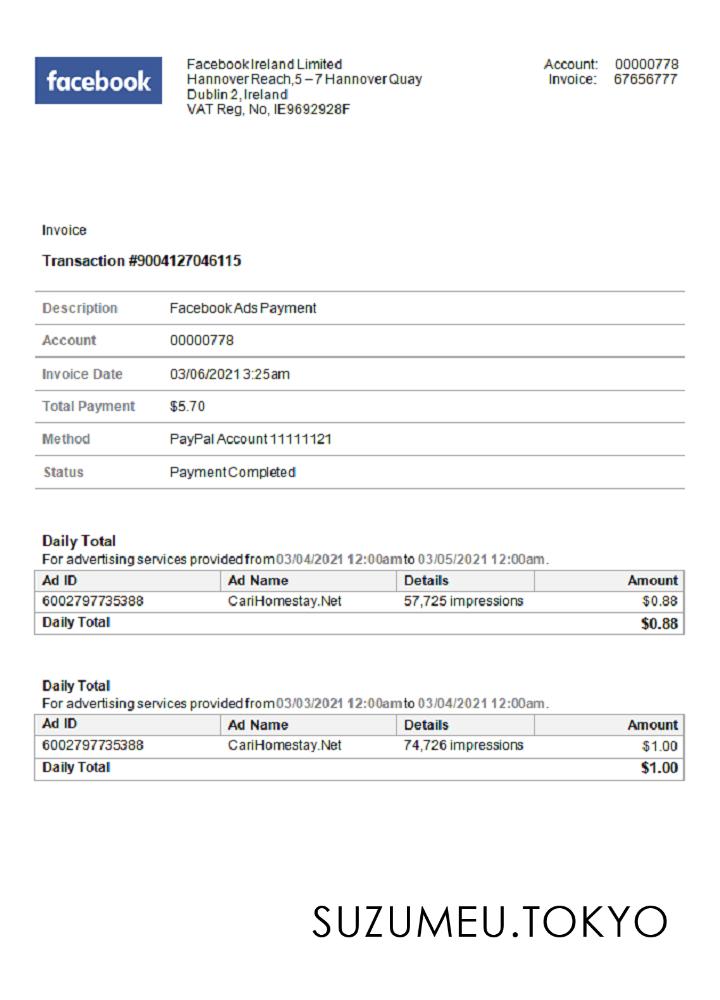 facebook
Facebook Ireland Limited
Hannover Reach, 5 – 7 Hannover Quay
Dublin 2, Ireland
VAT Reg, No, IE9692928F
Account: 00000778
Invoice: 67656777
Invoice
Transaction #9004127046115
Description Facebook Ads Payment
Account 00000778
Invoice Date 03/06/2021 3:25am
Total Payment $5.70
Method PayPal Account 11111121
Status Payment Completed
Daily Total
For advertising services provided from 03/04/2021 12:00am to 03/05/2021 12:00am.
Ad ID Ad Name Details Amount
6002797735388 CariHomestay.Net 57,725 impressions $0.88
Daily Total $0.88
Daily Total
For advertising services provided from 03/03/2021 12:00am to 03/04/2021 12:00am.
Ad ID Ad Name Details Amount
6002797735388 CariHomestay.Net 74,726 impressions $1.00
Daily Total $1.00
SUZUMEU.TOKYO